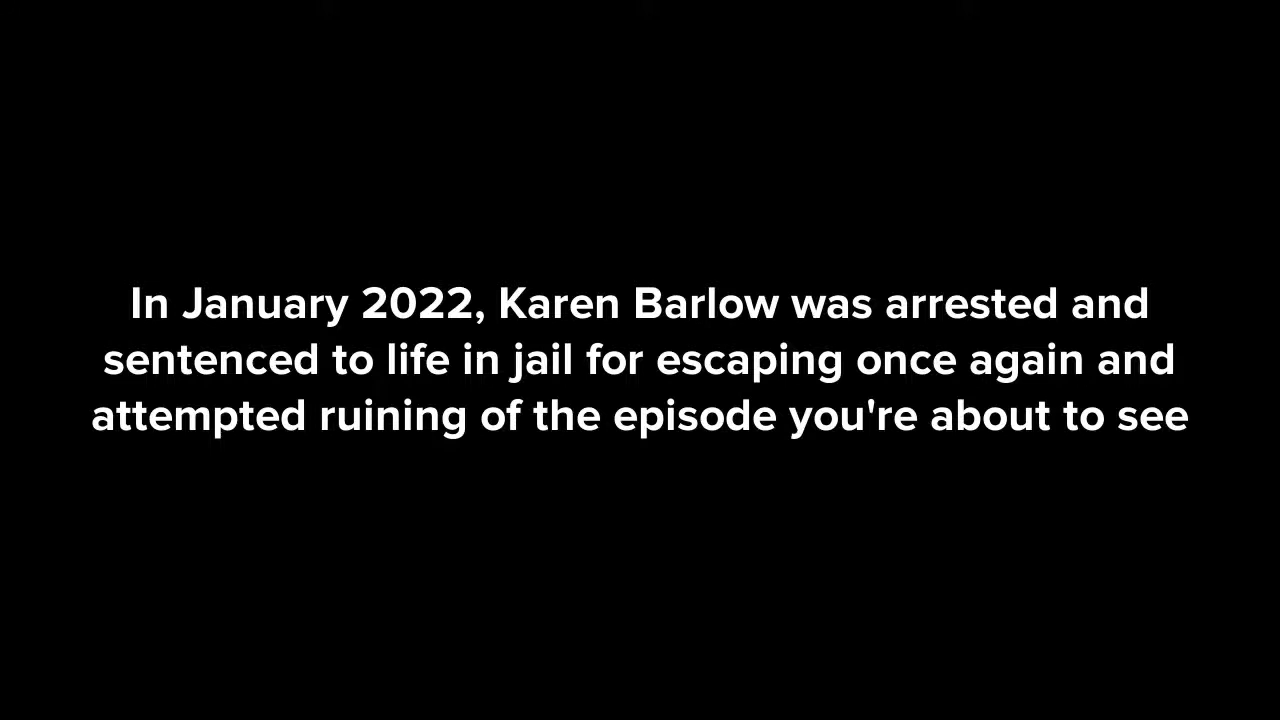 In January 2022, Karen Barlow was arrested and
sentenced to life in jail for escaping once again and
attempted ruining of the episode you're about to see